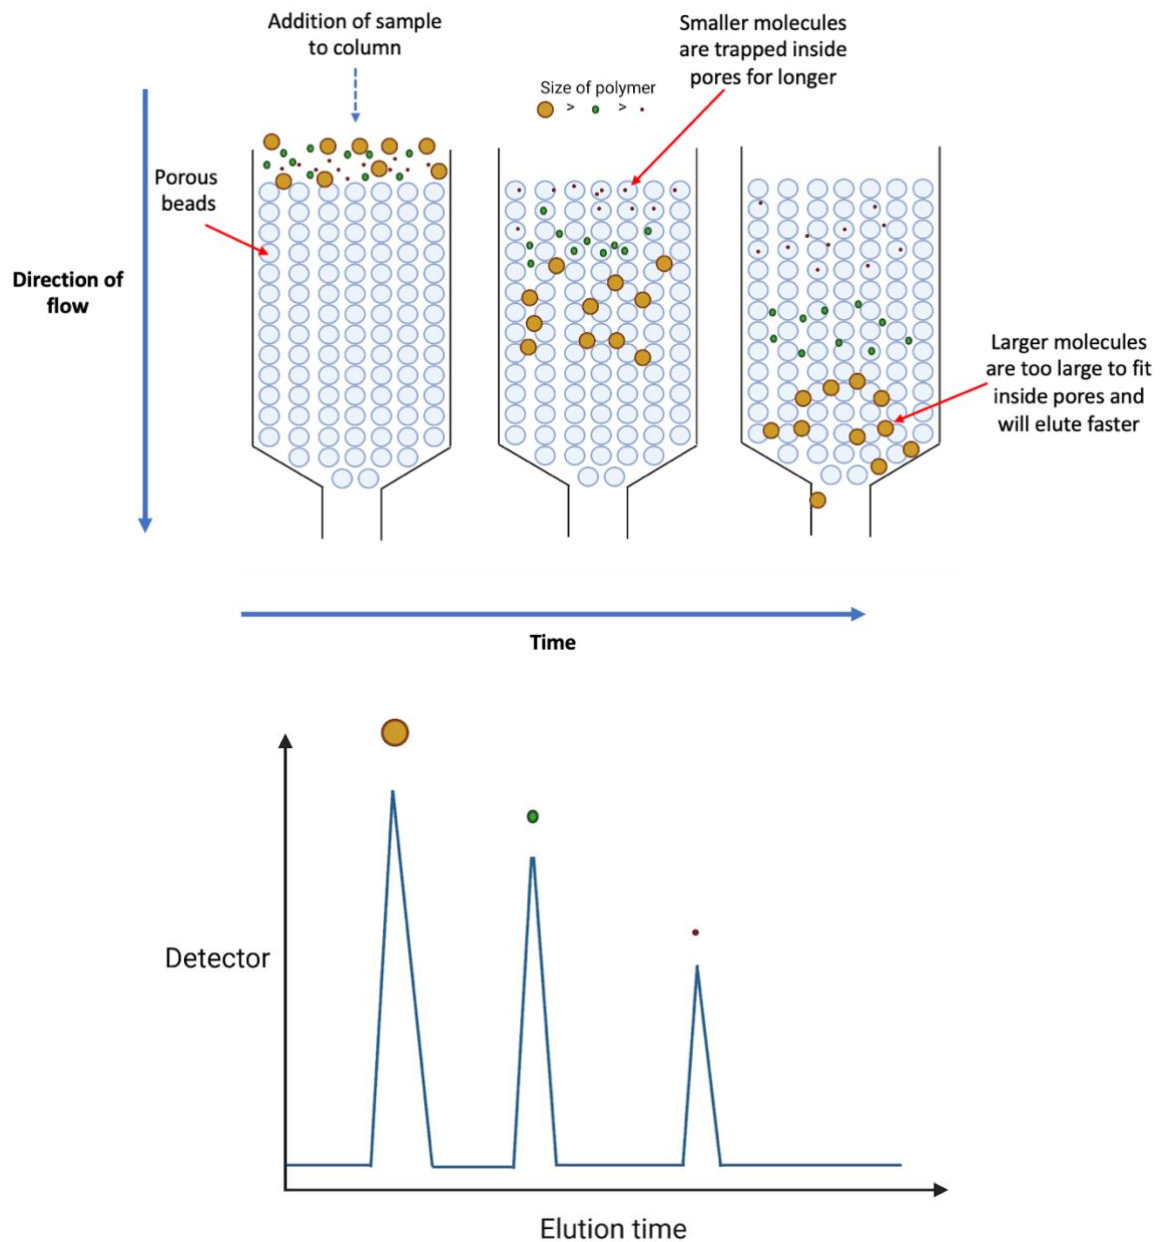 Addition of sample
to column
Smaller molecules
are trapped inside
pores for longer
Size of polymer
> >
Porous
beads
Direction of
flow
Larger molecules
are too large to fit
inside pores and
will elute faster
Time
Detector
Elution time